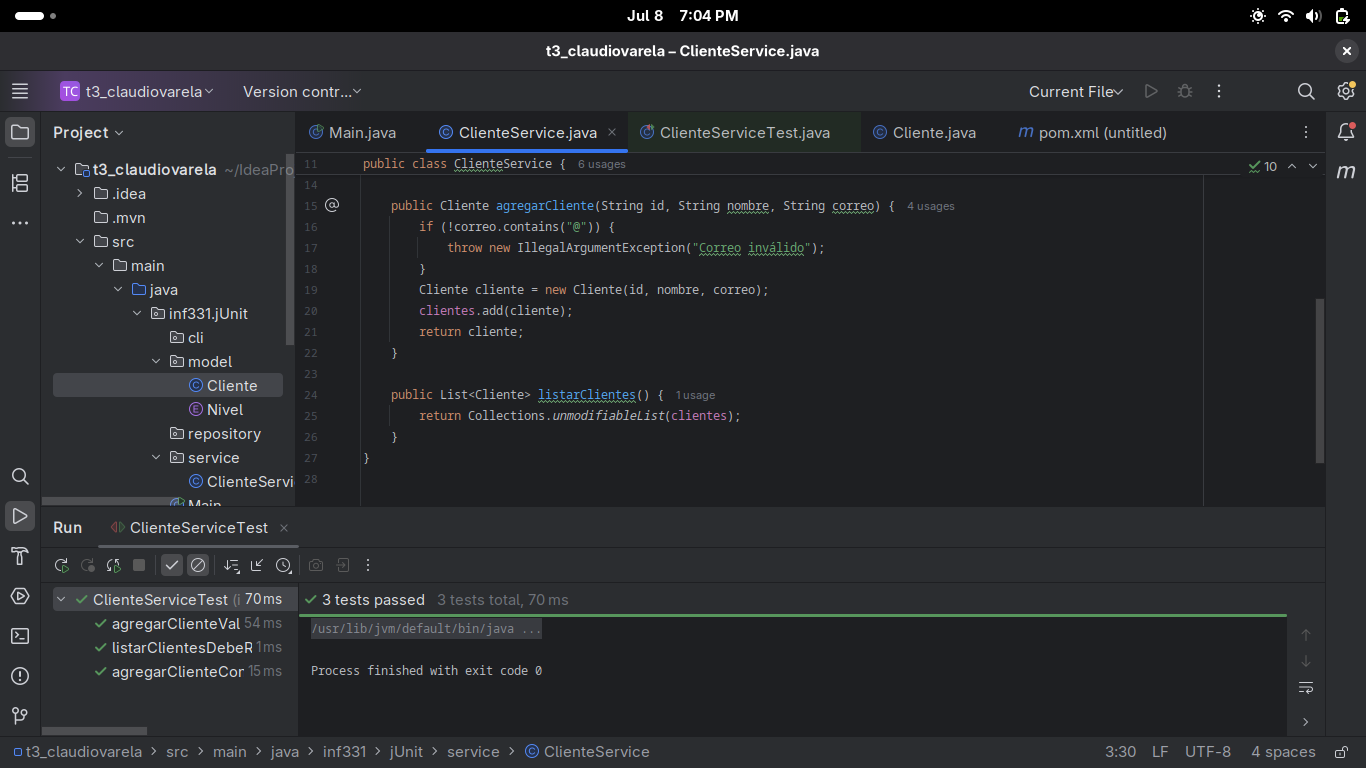 Jul 8 7:04 PM
t3_claudiovarela – ClienteService.java
TC t3_claudiovarela Version contr... Current File
Project
Main.java ClienteService.java ClienteServiceTest.java Cliente.java m pom.xml (untitled)
t3_claudiovarela ~/IdeaPro
.idea
.mvn
src
main
java
inf331.jUnit
cli
model
Cliente
Nivel
repository
service
ClienteServi
Main
11 public class ClienteService { 6 usages
10
14
15 public Cliente agregarCliente(String id, String nombre, String correo) { 4 usages
16 if (!correo.contains("@")) {
17 throw new IllegalArgumentException("Correo inválido");
18 }
19 Cliente cliente = new Cliente(id, nombre, correo);
20 clientes.add(cliente);
21 return cliente;
22 }
23
24 public List<Cliente> listarClientes() { 1 usage
25 return Collections.unmodifiableList(clientes);
26 }
27 }
28
Run ClienteServiceTest
ClienteServiceTest (i 70 ms
agregarClienteVal 54 ms
listarClientesDebeR 1 ms
agregarClienteCor 15 ms
3 tests passed 3 tests total, 70 ms
/usr/lib/jvm/default/bin/java ...
Process finished with exit code 0
t3_claudiovarela > src > main > java > inf331 > jUnit > service > ClienteService 3:30 LF UTF-8 4 spaces